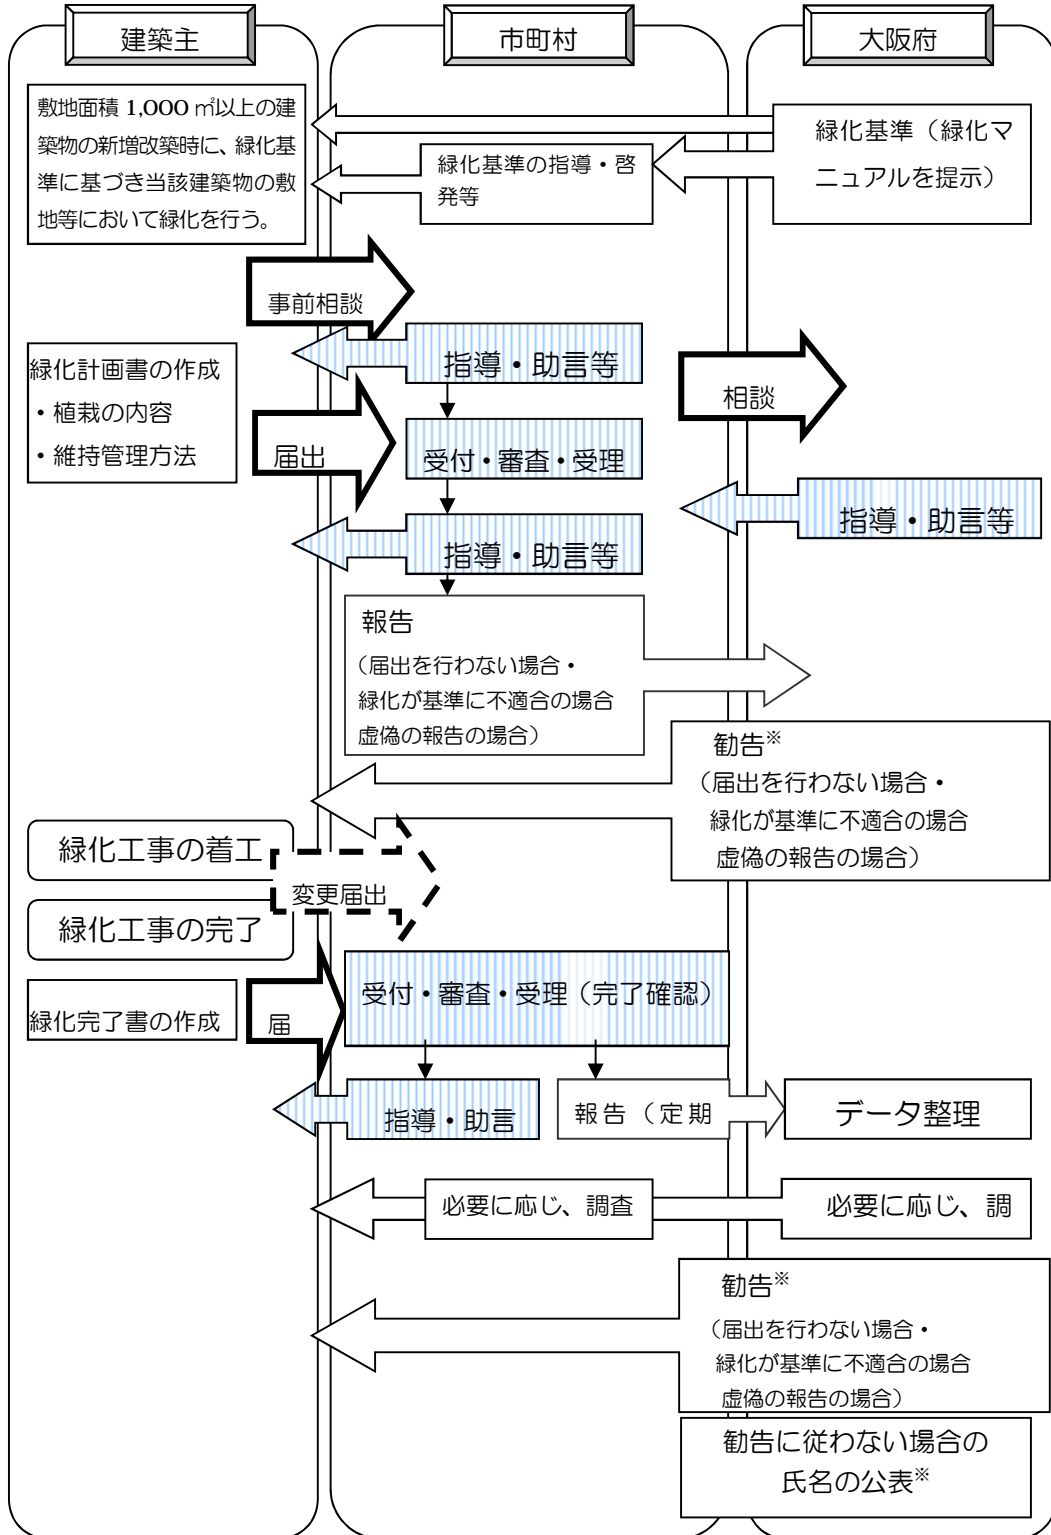 建築主
市町村
大阪府
敷地面積 1,000 ㎡以上の建
築物の新増改築時に、緑化基
準に基づき当該建築物の敷
地等において緑化を行う。
緑化基準の指導・啓
発等
緑化基準（緑化マ
ニュアルを提示）
事前相談
指導・助言等
緑化計画書の作成
・植栽の内容
・維持管理方法
相談
届出
受付・審査・受理
指導・助言等
指導・助言等
報告
（届出を行わない場合・
緑化が基準に不適合の場合
虚偽の報告の場合）
勧告※
（届出を行わない場合・
緑化が基準に不適合の場合
虚偽の報告の場合）
緑化工事の着工
変更届出
緑化工事の完了
受付・審査・受理（完了確認）
緑化完了書の作成
届
指導・助言
報告（定期
データ整理
必要に応じ、調査
必要に応じ、調
勧告※
（届出を行わない場合・
緑化が基準に不適合の場合
虚偽の報告の場合）
勧告に従わない場合の
氏名の公表※